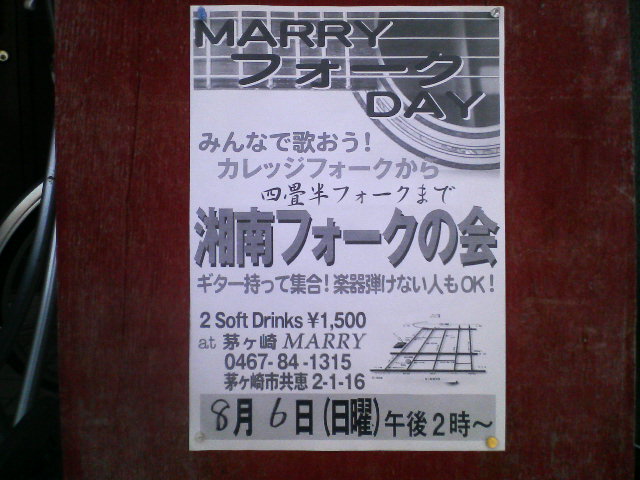 MARRY
フォーク
DAY
みんなで歌おう!
カレッジフォークから
四畳半フォークまで
湘南フォークの会
ギター持って集合!楽器弾けない人もOK!
2 Soft Drinks ¥1,500
at 茅ヶ崎 MARRY
0467-84-1315
茅ヶ崎市共恵 2-1-16
8月6日(日曜)午後2時~